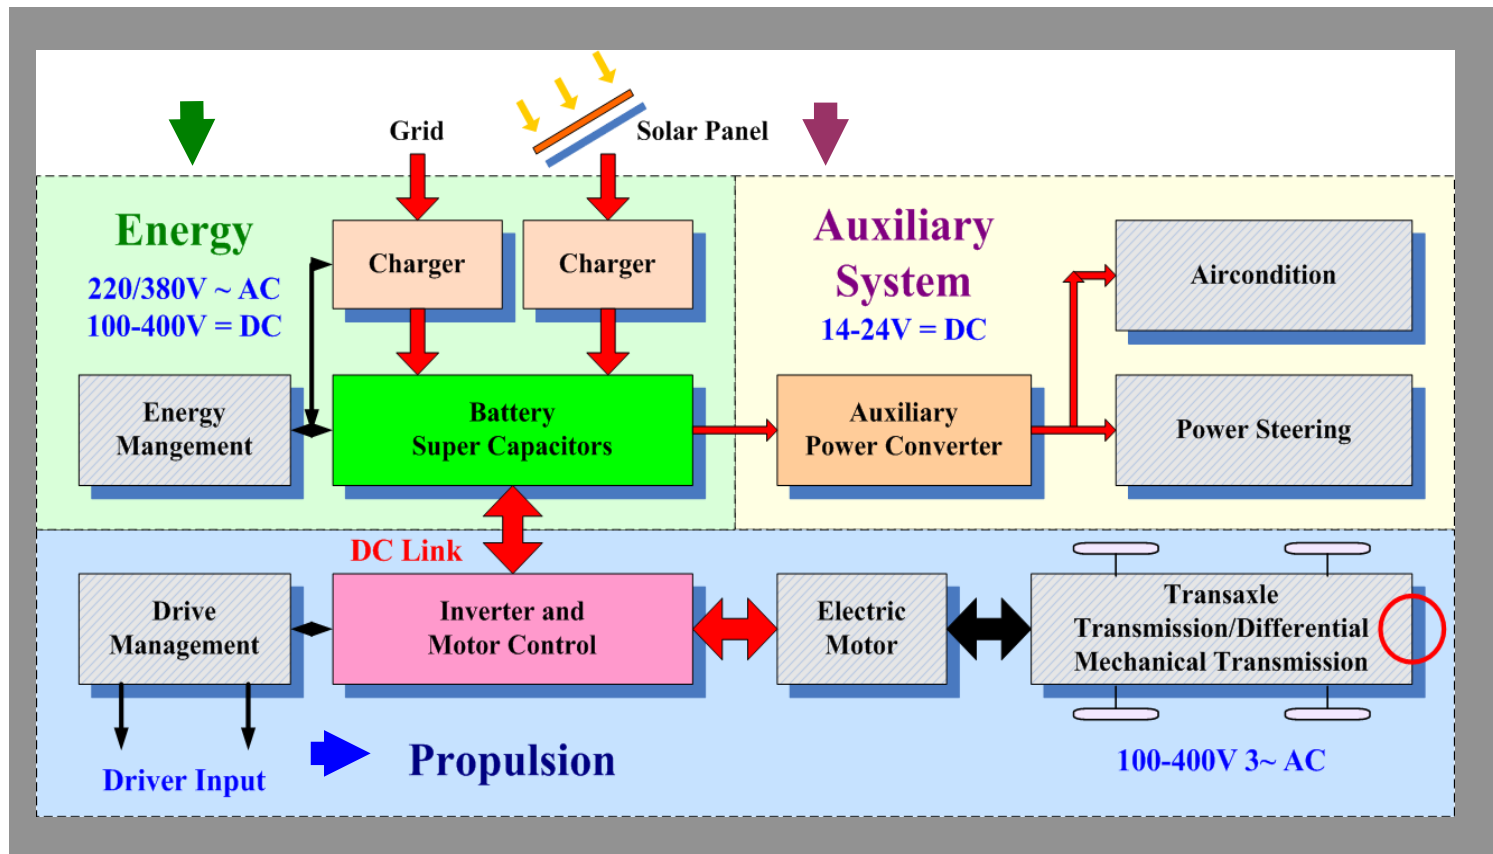 Grid
Solar Panel
Energy
220/380V ~ AC
100-400V = DC
Charger
Charger
Auxiliary
System
14-24V = DC
Aircondition
Energy
Mangement
Battery
Super Capacitors
Auxiliary
Power Converter
Power Steering
DC Link
Drive
Management
Inverter and
Motor Control
Electric
Motor
Transaxle
Transmission/Differential
Mechanical Transmission
Driver Input
Propulsion
100-400V 3~ AC